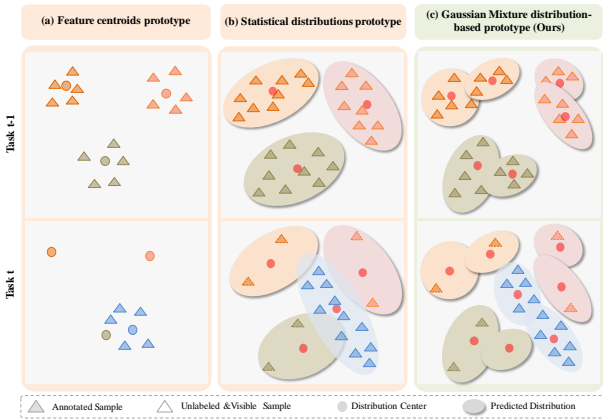 (a) Feature centroids prototype
(b) Statistical distributions prototype
(c) Gaussian Mixture distribution-
based prototype (Ours)
Task t-1
Task t
Annotated Sample
Unlabeled &Visible Sample
Distribution Center
Predicted Distribution